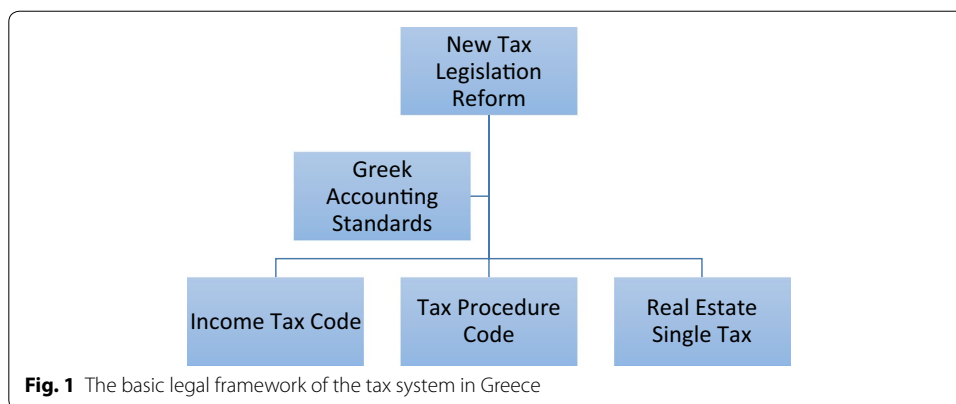 New Tax
Legislation
Reform
Greek
Accounting
Standards
Income Tax Code
Tax Procedure
Code
Real Estate
Single Tax
Fig. 1 The basic legal framework of the tax system in Greece